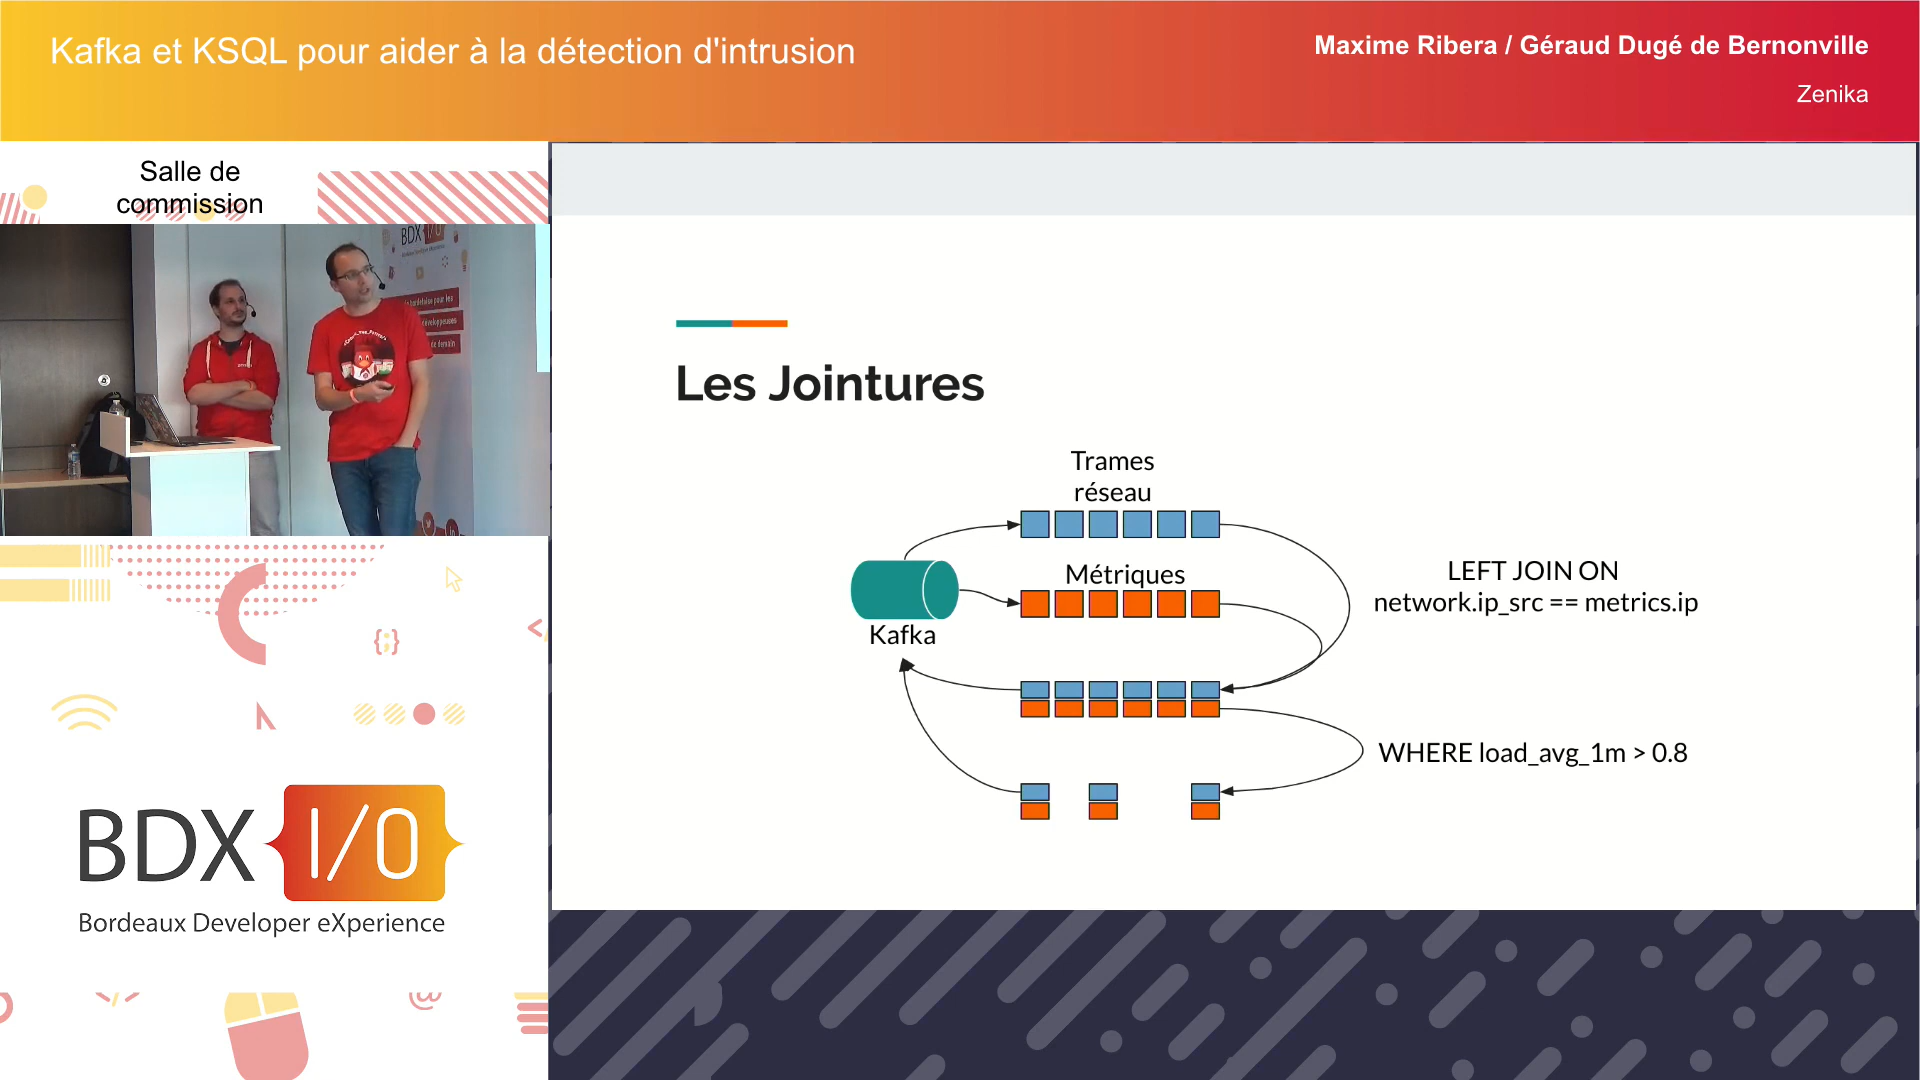 Kafka et KSQL pour aider à la détection d'intrusion
Maxime Ribera / Géraud Dugé de Bernonville
Zenika
Salle de
commission
BDX I/O
Les Jointures
Trames
réseau
Métriques
Kafka
LEFT JOIN ON
network.ip_src == metrics.ip
WHERE load_avg_1m > 0.8
BDX I/O
Bordeaux Developer eXperience